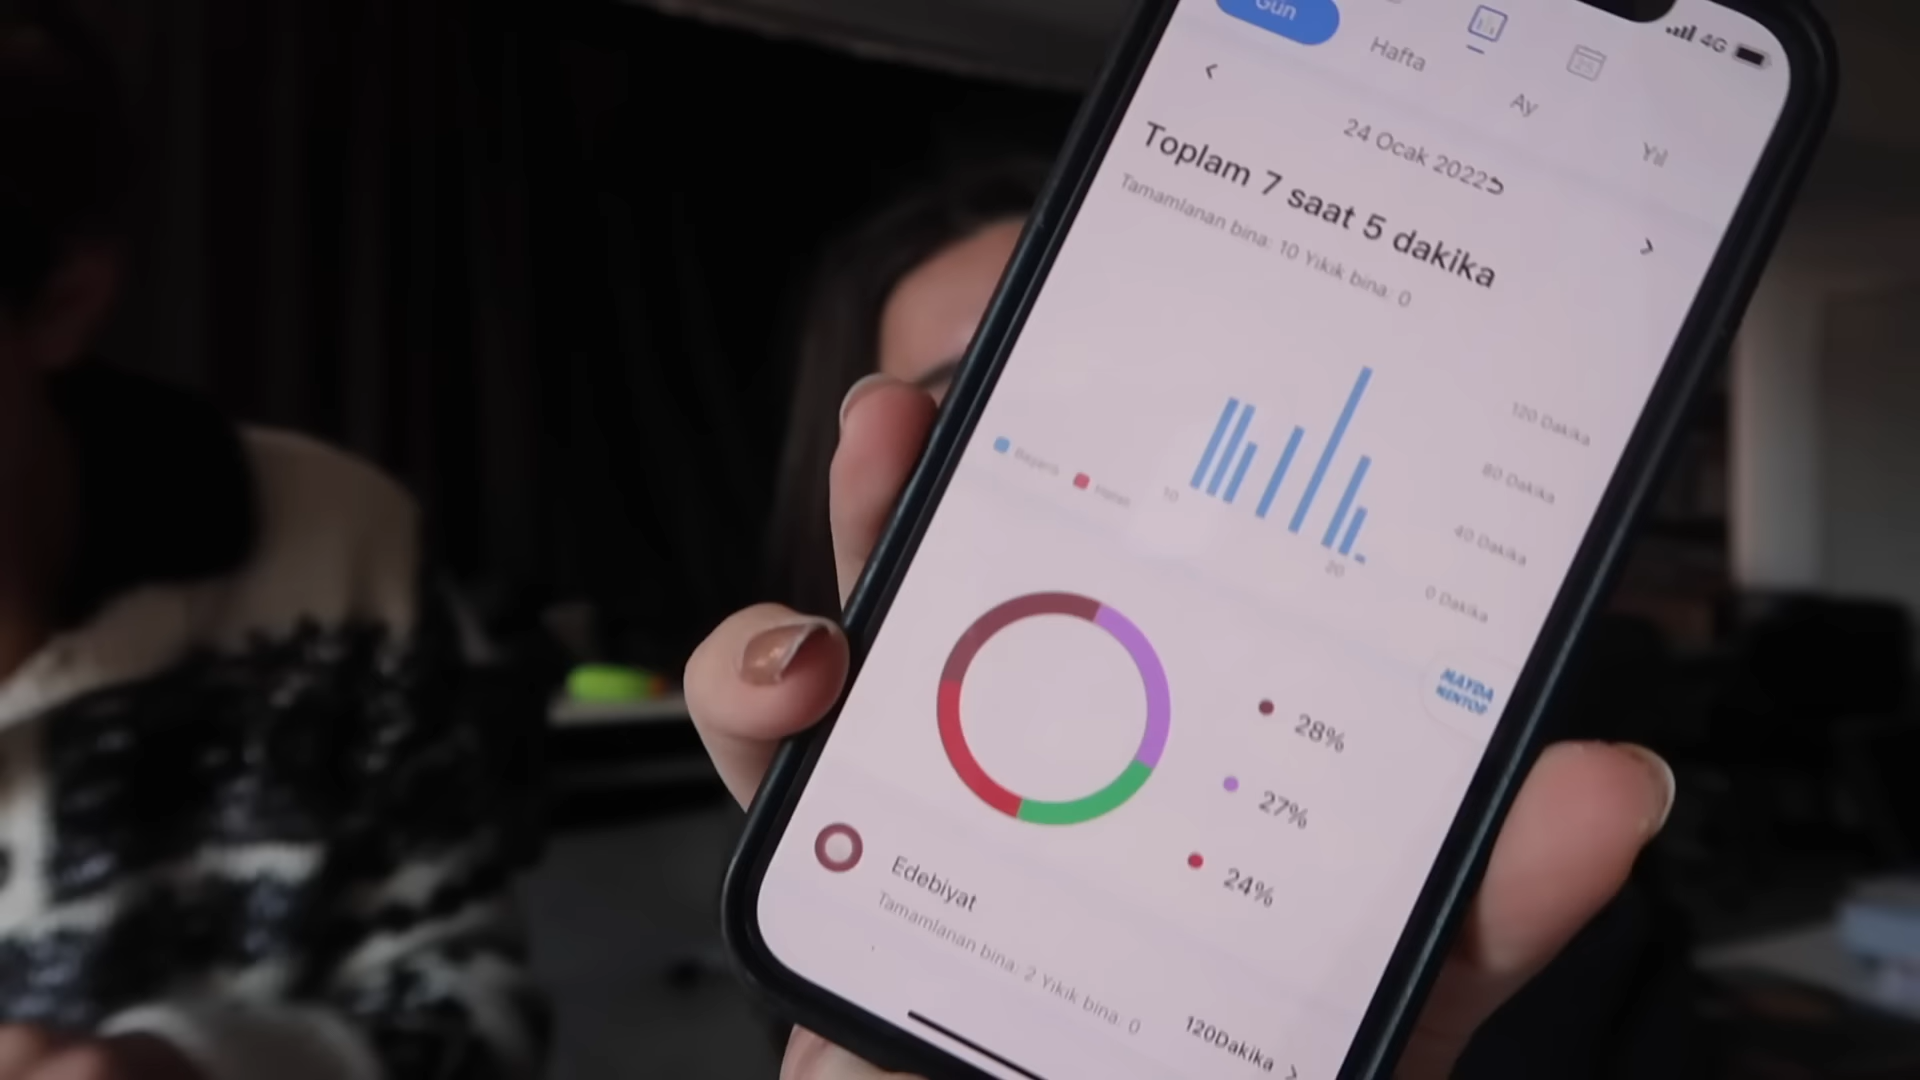 4G
Gün
Hafta
Ay
Yıl
24 Ocak 2022
Toplam 7 saat 5 dakika
Tamamlanan bina: 10 Yıkık bina: 0
120 Dakika
80 Dakika
40 Dakika
0 Dakika
10
20
28%
27%
24%
Edebiyat
Tamamlanan bina: 2 Yıkık bina: 0
120Dakika
MENTOR